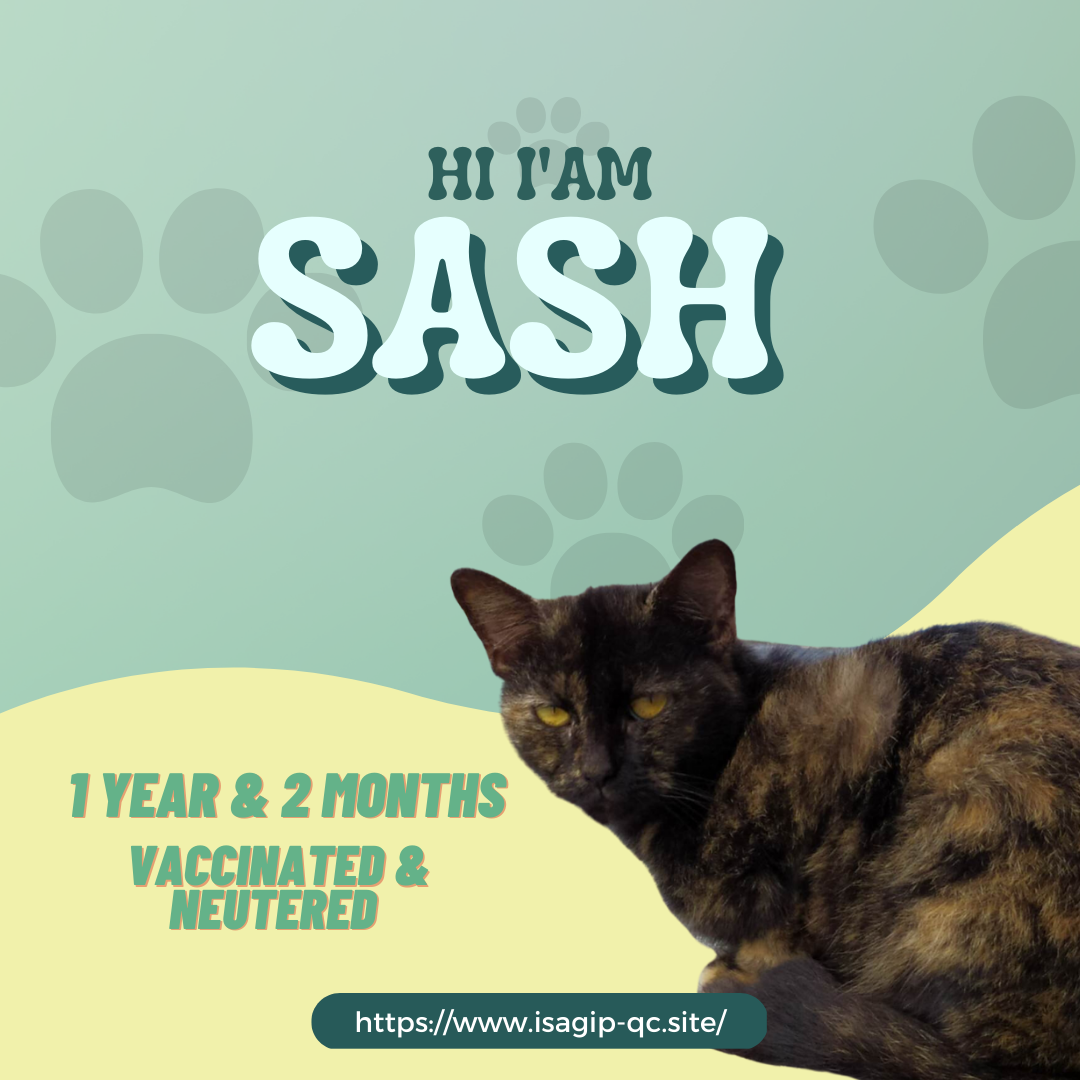 HI I'AM
SASH
1 YEAR & 2 MONTHS
VACCINATED &
NEUTERED
https://www.isagip-qc.site/